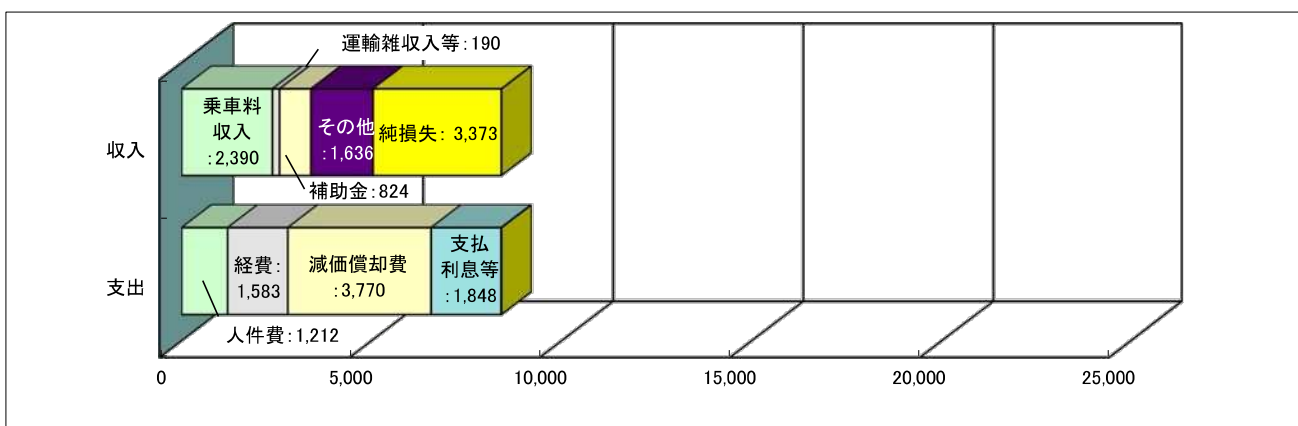 運輸雑収入等:190
収入
乗車料
収入
:2,390
その他
:1,636
純損失: 3,373
補助金:824
支出
経費:
1,583
減価償却費
:3,770
支払
利息等
:1,848
人件費:1,212
0
5,000
10,000
15,000
20,000
25,000